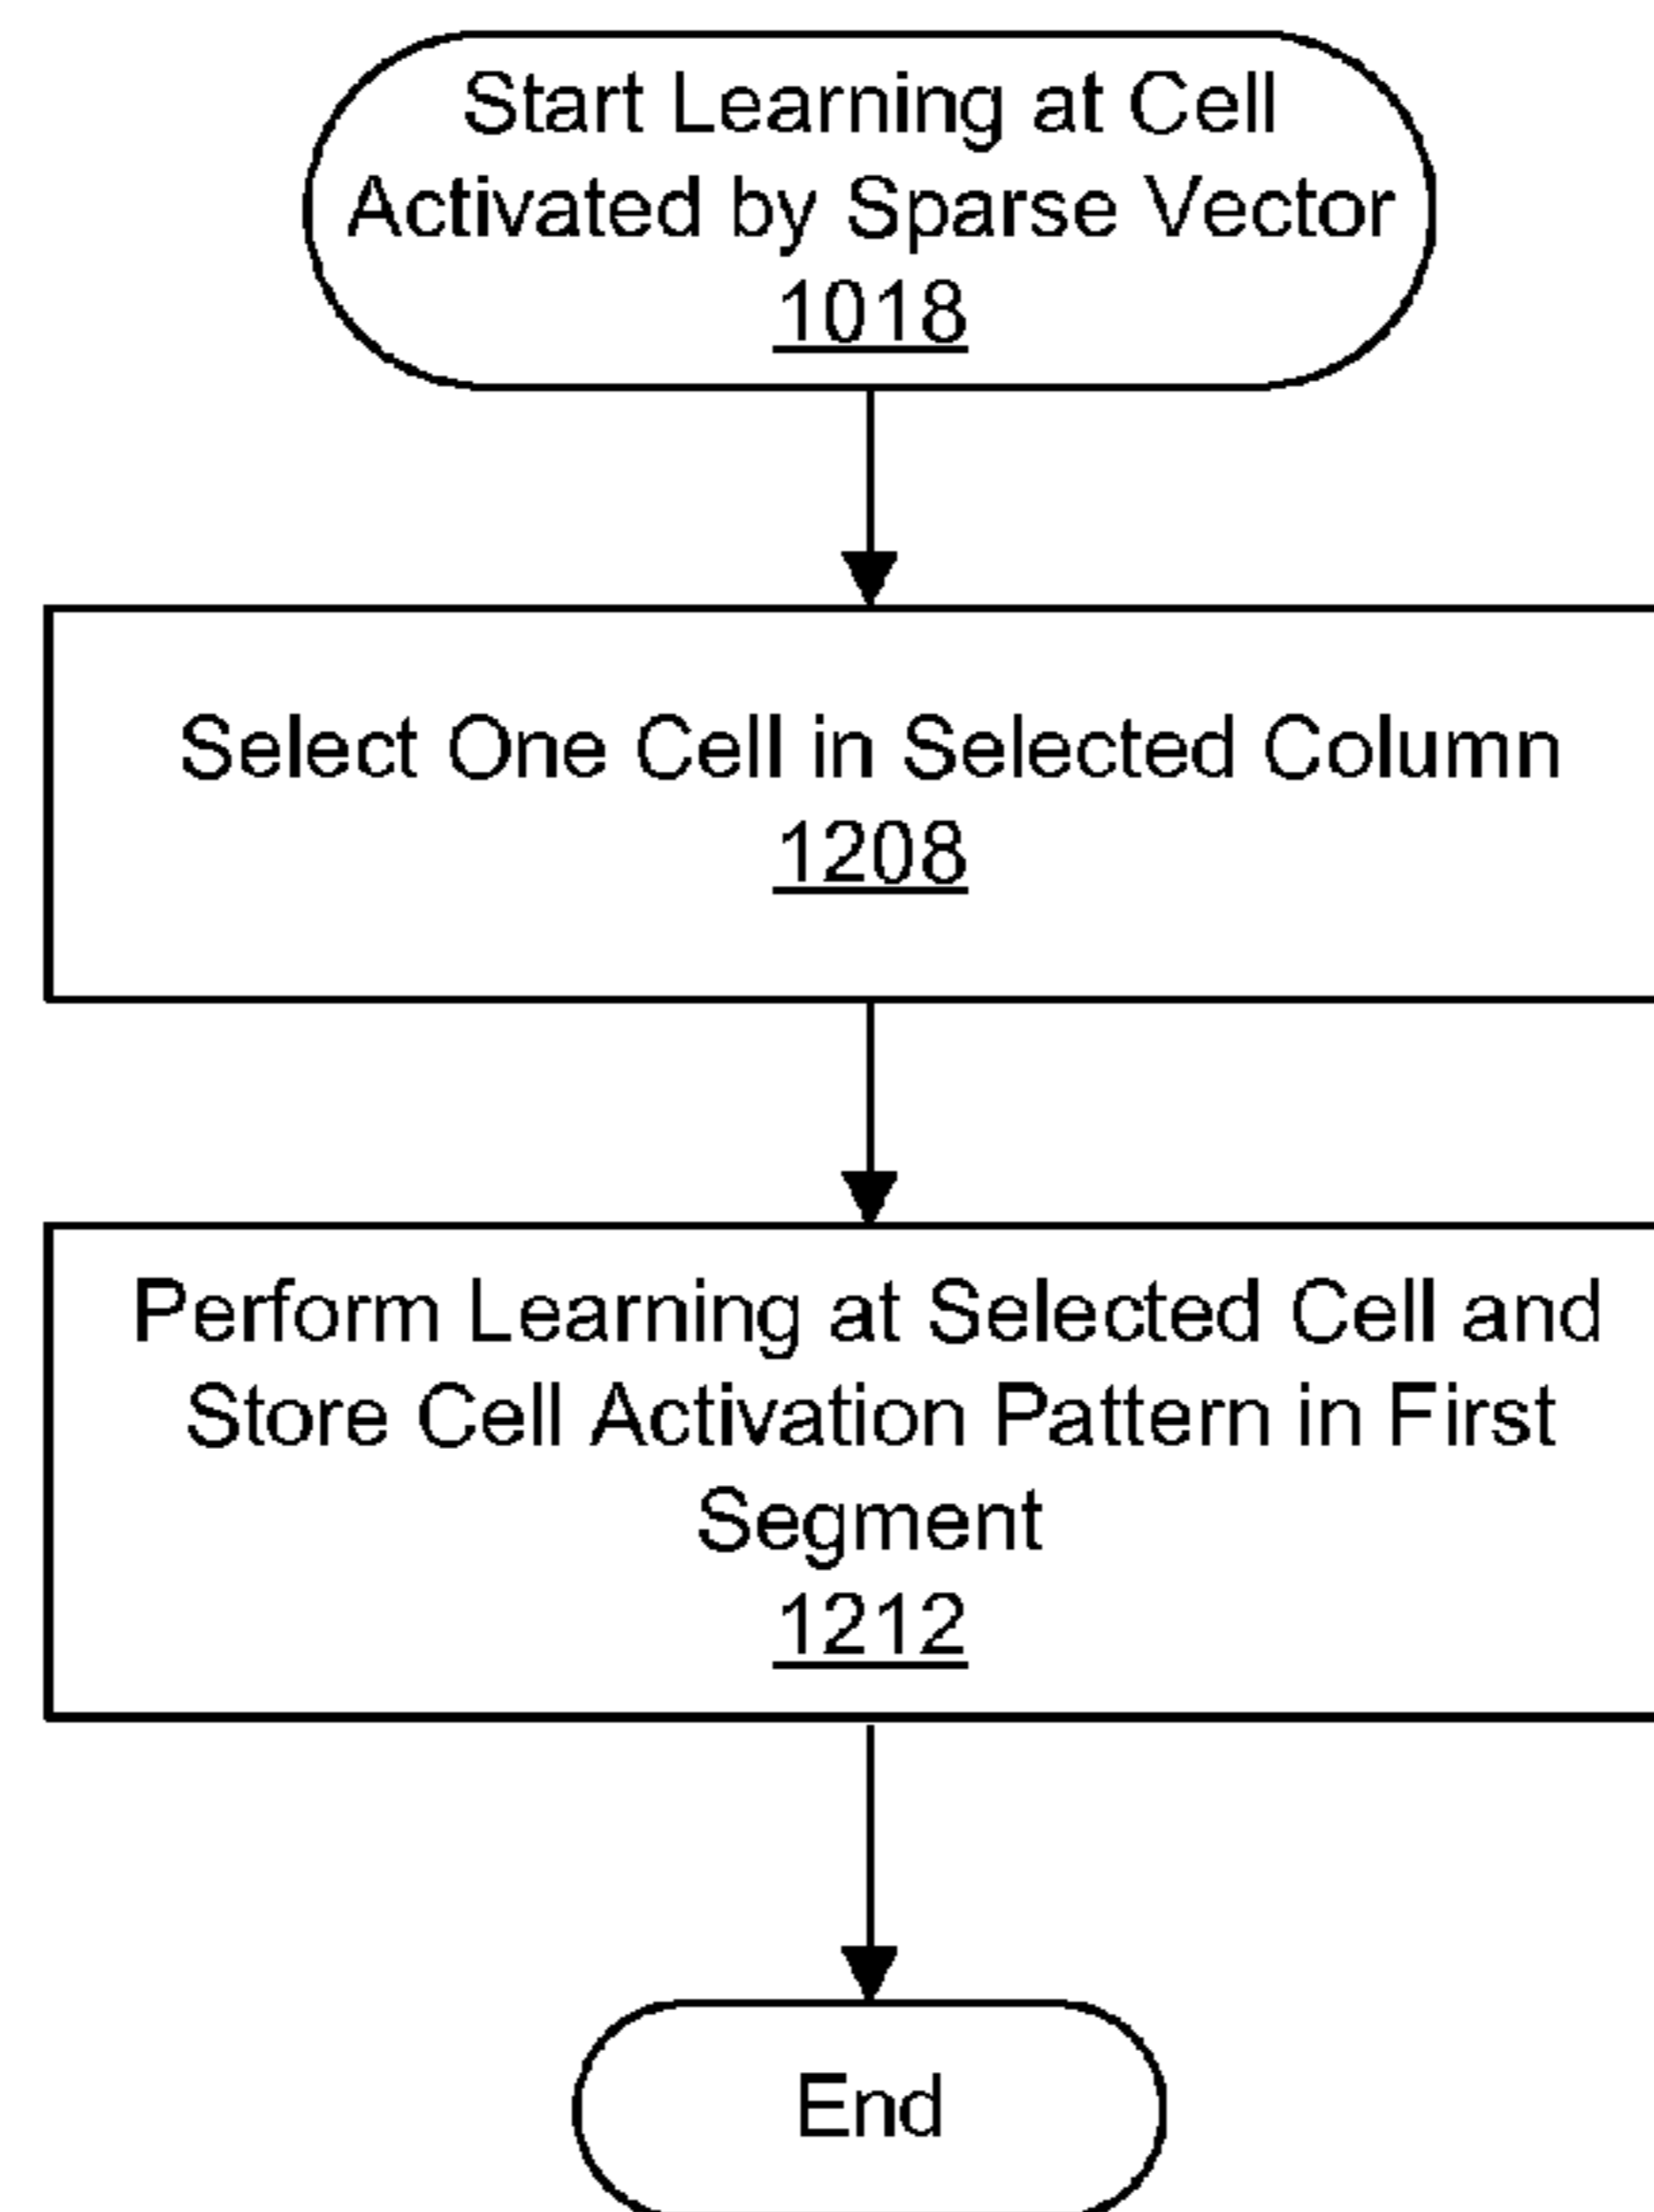 Start Learning at Cell
Activated by Sparse Vector
1018
Select One Cell in Selected Column
1208
Perform Learning at Selected Cell and
Store Cell Activation Pattern in First
Segment
1212
End